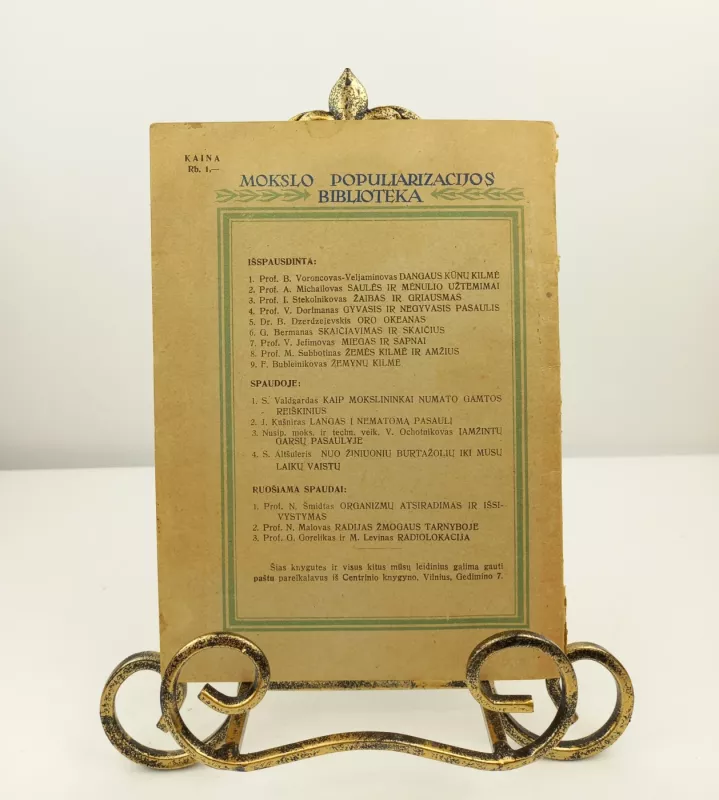 KAINA
Rb. 1,—
MOKSLO POPULIARIZACIJOS
BIBLIOTEKA
IŠSPAUSDINTA:
1. Prof. B. Voroncovas-Veljaminovas DANGAUS KŪNŲ KILMĖ
2. Prof. A. Michailovas SAULĖS IR MĖNULIO UŽTEMIMAI
3. Prof. I. Stekolnikovas ŽAIBAS IR GRIAUSMAS
4. Prof. V. Dorfmanas GYVASIS IR NEGYVASIS PASAULIS
5. Dr. B. Dzerdzejevskis ORO OKEANAS
6. G. Bermanas SKAIČIAVIMAS IR SKAIČIUS
7. Prof. V. Jefimovas MIEGAS IR SAPNAI
8. Prof. M. Subbotinas ŽEMĖS KILMĖ IR AMŽIUS
9. F. Bubleinikovas ŽEMYNŲ KILMĖ
SPAUDOJE:
1. S. Valdgardas KAIP MOKSLININKAI NUMATO GAMTOS
REIŠKINIUS
2. J. Kušniras LANGAS Į NEMATOMĄ PASAULĮ
3. Nusip. moks. ir techn. veik. V. Ochotnikovas ĮAMŽINTŲ
GARSŲ PASAULYJE
4. S. Altšuleris NUO ŽINIUONIŲ BURTAŽOLIŲ IKI MŪSŲ
LAIKŲ VAISTŲ
RUOŠIAMA SPAUDAI:
1. Prof. N. Šmidtas ORGANIZMŲ ATSIRADIMAS IR IŠSI-
VYSTYMAS
2. Prof. N. Malovas RADIJAS ŽMOGAUS TARNYBOJE
3. Prof. G. Gorelikas ir M. Levinas RADIOLOKACIJA
Šias knygutes ir visus kitus mūsų leidinius galima gauti
paštu pareikalavus iš Centrinio knygyno, Vilnius, Gedimino 7.